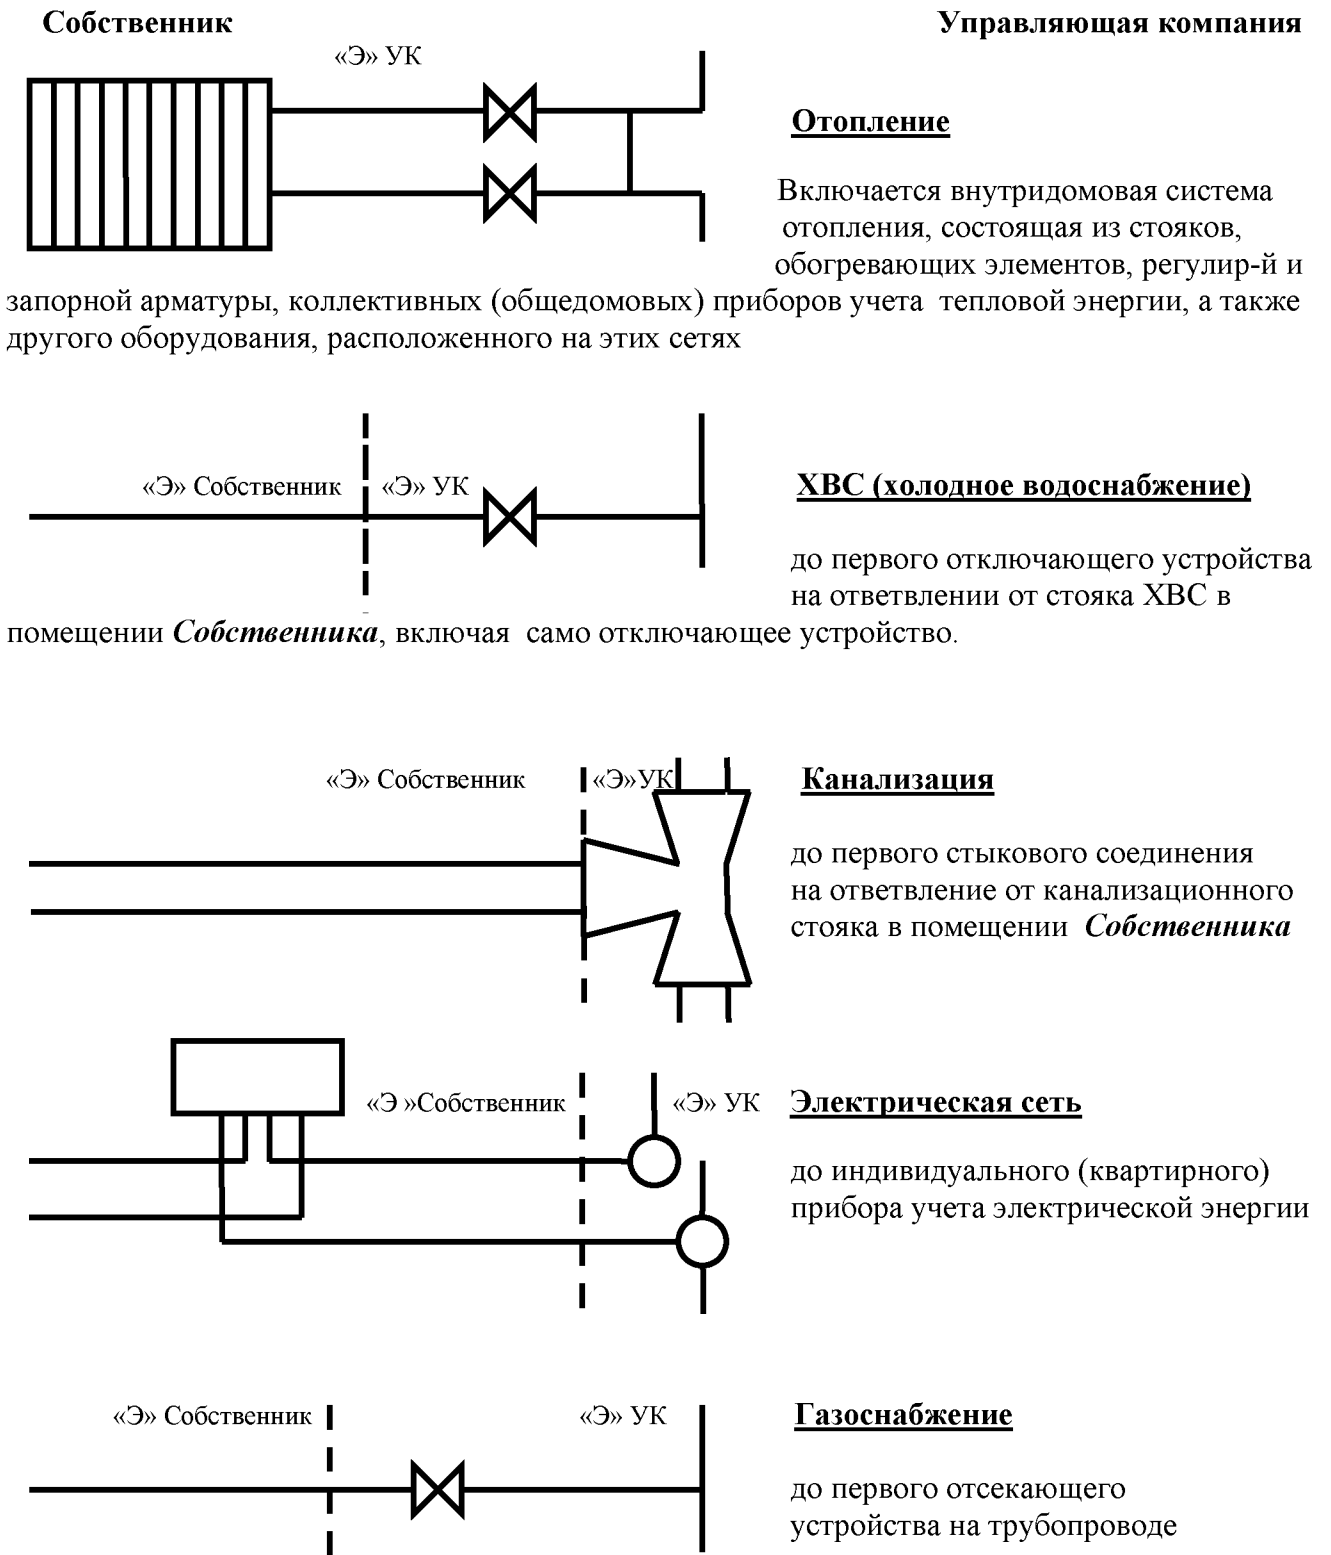 Собственник
Управляющая компания
«Э» УК
Отопление
Включается внутридомовая система
отопления, состоящая из стояков,
обогревающих элементов, регулир-й и
запорной арматуры, коллективных (общедомовых) приборов учета тепловой энергии, а также
другого оборудования, расположенного на этих сетях
«Э» Собственник
«Э» УК
ХВС (холодное водоснабжение)
до первого отключающего устройства
на ответвлении от стояка ХВС в
помещении Собственника, включая само отключающее устройство.
«Э» Собственник
«Э»УК
Канализация
до первого стыкового соединения
на ответвление от канализационного
стояка в помещении Собственника
«Э »Собственник
«Э» УК
Электрическая сеть
до индивидуального (квартирного)
прибора учета электрической энергии
«Э» Собственник
«Э» УК
Газоснабжение
до первого отсекающего
устройства на трубопроводе